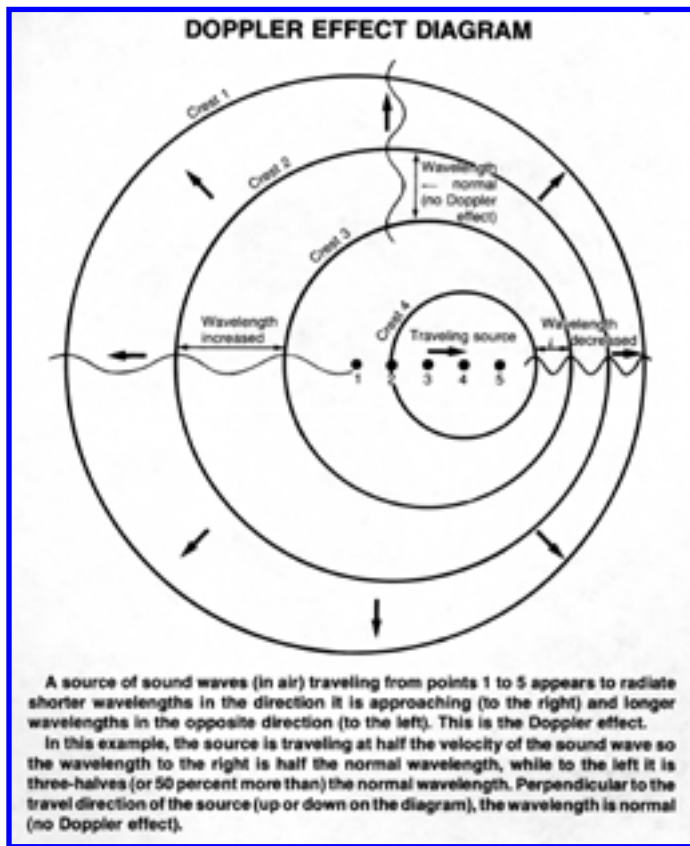 DOPPLER EFFECT DIAGRAM
Crest 1
Crest 2
Wavelength
normal
(no Doppler
effect)
Crest 3
Crest 4
Wavelength
increased
Traveling source
Wavelength
decreased
1 2 3 4 5
A source of sound waves (in air) traveling from points 1 to 5 appears to radiate
shorter wavelengths in the direction it is approaching (to the right) and longer
wavelengths in the opposite direction (to the left). This is the Doppler effect.
In this example, the source is traveling at half the velocity of the sound wave so
the wavelength to the right is half the normal wavelength, while to the left it is
three-halves (or 50 percent more than) the normal wavelength. Perpendicular to the
travel direction of the source (up or down on the diagram), the wavelength is normal
(no Doppler effect).